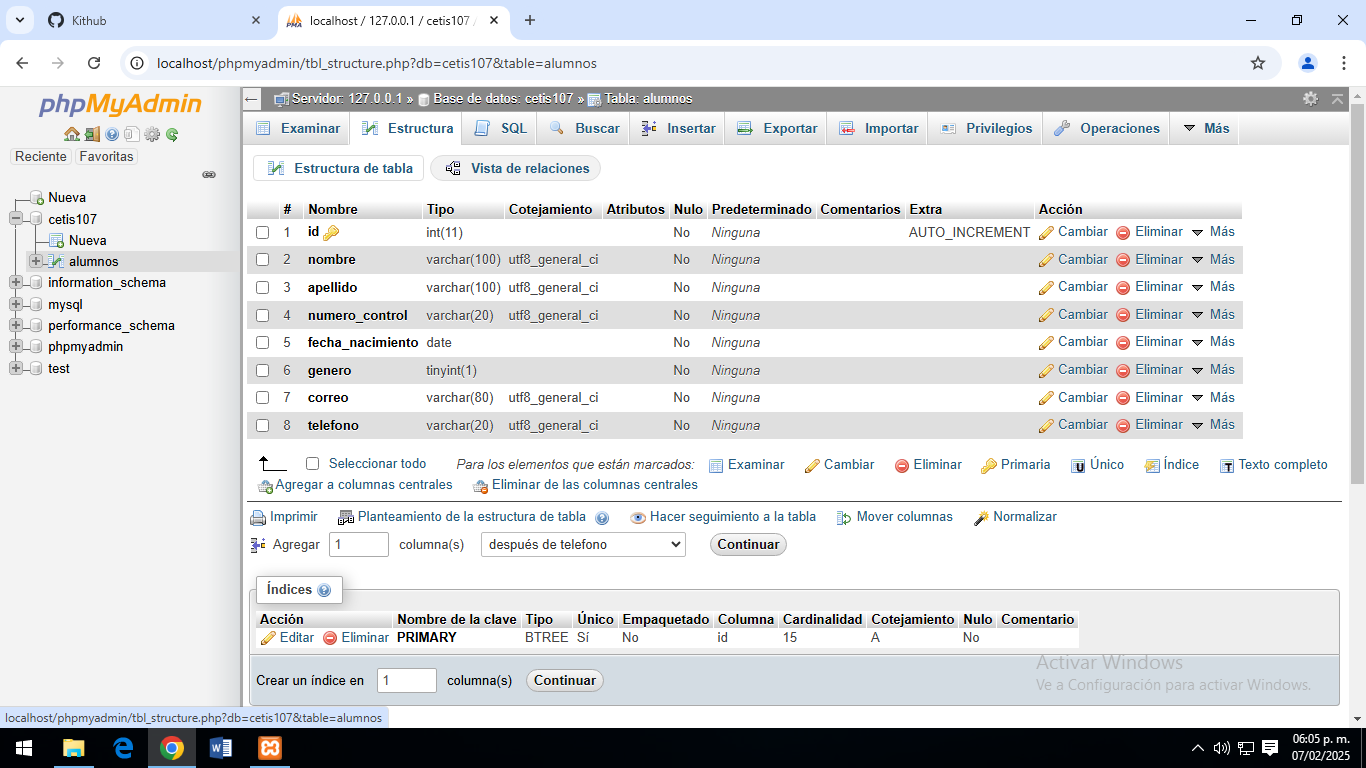 Kithub
localhost / 127.0.0.1 / cetis107 /
localhost/phpmyadmin/tbl_structure.php?db=cetis107&table=alumnos
phpMyAdmin
Reciente Favoritas
Nueva
cetis107
Nueva
alumnos
information_schema
mysql
performance_schema
phpmyadmin
test
Servidor: 127.0.0.1 » Base de datos: cetis107 » Tabla: alumnos
Examinar Estructura SQL Buscar Insertar Exportar Importar Privilegios Operaciones Más
Estructura de tabla Vista de relaciones
# Nombre Tipo Cotejamiento Atributos Nulo Predeterminado Comentarios Extra Acción
1 id int(11) No Ninguna AUTO_INCREMENT Cambiar Eliminar Más
2 nombre varchar(100) utf8_general_ci No Ninguna Cambiar Eliminar Más
3 apellido varchar(100) utf8_general_ci No Ninguna Cambiar Eliminar Más
4 numero_control varchar(20) utf8_general_ci No Ninguna Cambiar Eliminar Más
5 fecha_nacimiento date No Ninguna Cambiar Eliminar Más
6 genero tinyint(1) No Ninguna Cambiar Eliminar Más
7 correo varchar(80) utf8_general_ci No Ninguna Cambiar Eliminar Más
8 telefono varchar(20) utf8_general_ci No Ninguna Cambiar Eliminar Más
Seleccionar todo Para los elementos que están marcados: Examinar Cambiar Eliminar Primaria Único Índice Texto completo
Agregar a columnas centrales Eliminar de las columnas centrales
Imprimir Planteamiento de la estructura de tabla Hacer seguimiento a la tabla Mover columnas Normalizar
Agregar 1 columna(s) después de telefono Continuar
Índices
Acción Nombre de la clave Tipo Único Empaquetado Columna Cardinalidad Cotejamiento Nulo Comentario
Editar Eliminar PRIMARY BTREE Sí No id 15 A No
Activar Windows
Ve a Configuración para activar Windows.
Crear un índice en 1 columna(s) Continuar
localhost/phpmyadmin/tbl_structure.php?db=cetis107&table=alumnos
06:05 p. m.
07/02/2025